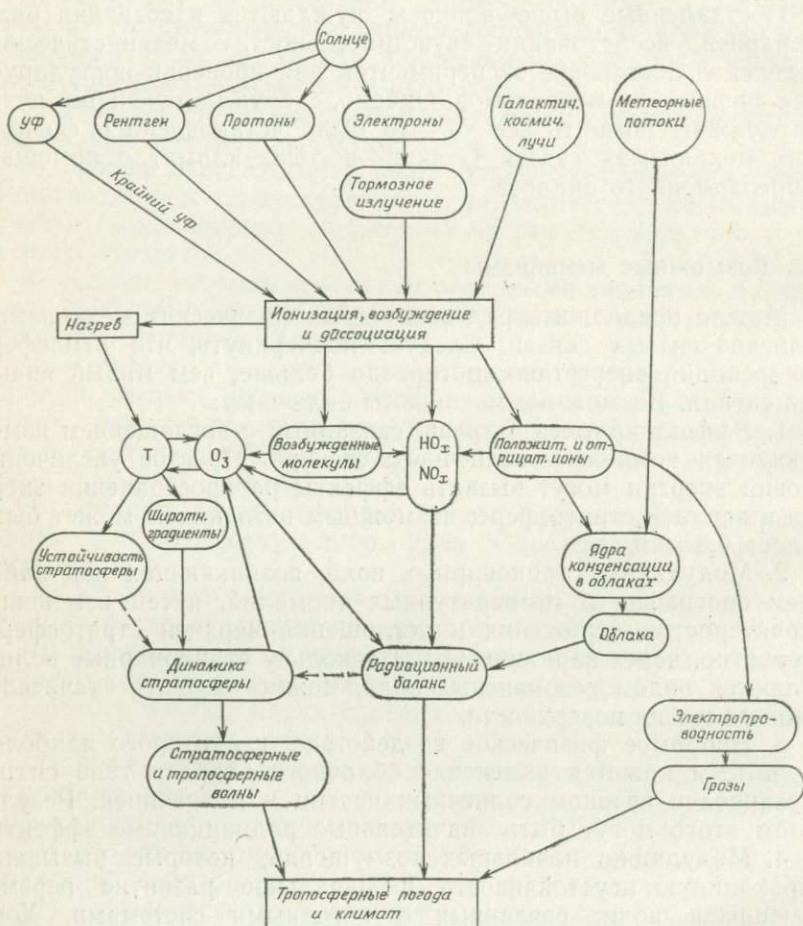 Солнце
УФ
Рентген
Протоны
Электроны
Галактич.
космич.
лучи
Метеорные
потоки
Крайний УФ
Тормозное
излучение
Ионизация, возбуждение
и диссоциация
Нагрев
T
O3
Возбужденные
молекулы
HOx
NOx
Положит. и от-
рицат. ионы
Широтн.
градиенты
Устойчивость
стратосферы
Ядра
конденсации
в облаках
Облака
Динамика
стратосферы
Радиационный
баланс
Электропро-
водность
Стратосферные
и тропосферные
волны
Грозы
Тропосферные погода
и климат